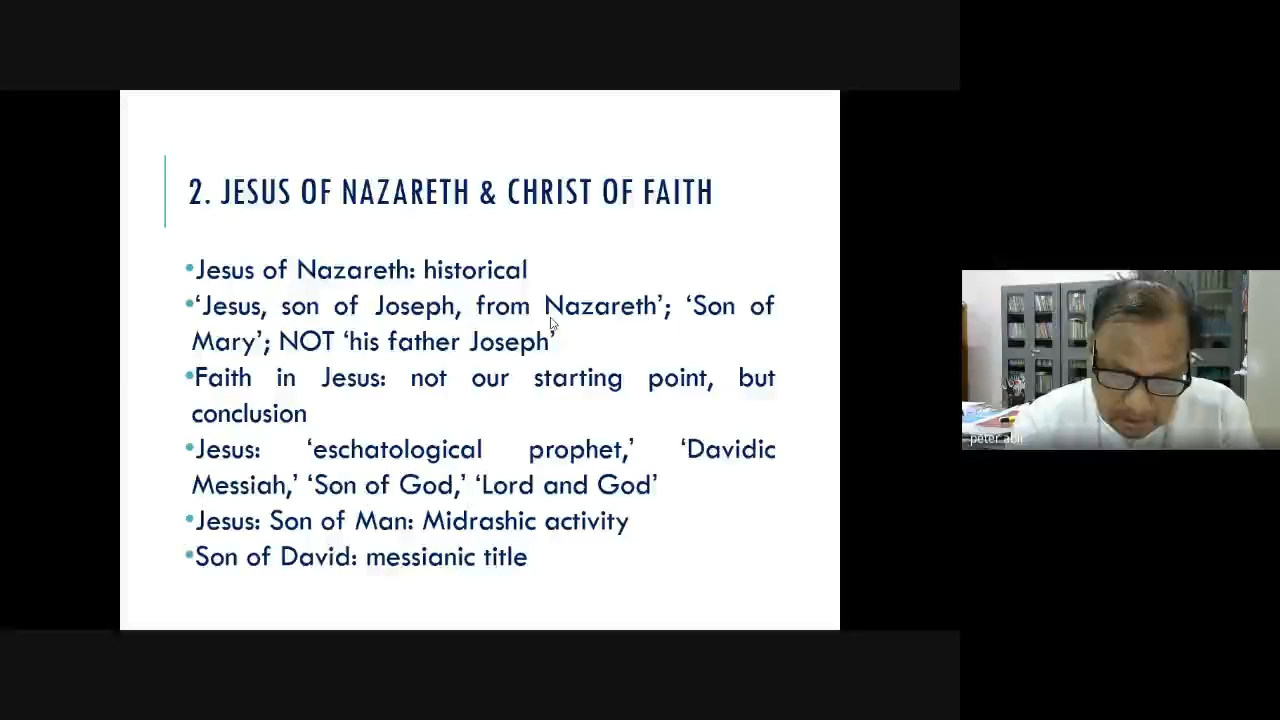 2. JESUS OF NAZARETH & CHRIST OF FAITH
•Jesus of Nazareth: historical
•‘Jesus, son of Joseph, from Nazareth’; ‘Son of
Mary’; NOT ‘his father Joseph’
•Faith in Jesus: not our starting point, but
conclusion
•Jesus: ‘eschatological prophet,’ ‘Davidic
Messiah,’ ‘Son of God,’ ‘Lord and God’
•Jesus: Son of Man: Midrashic activity
•Son of David: messianic title
peter abir